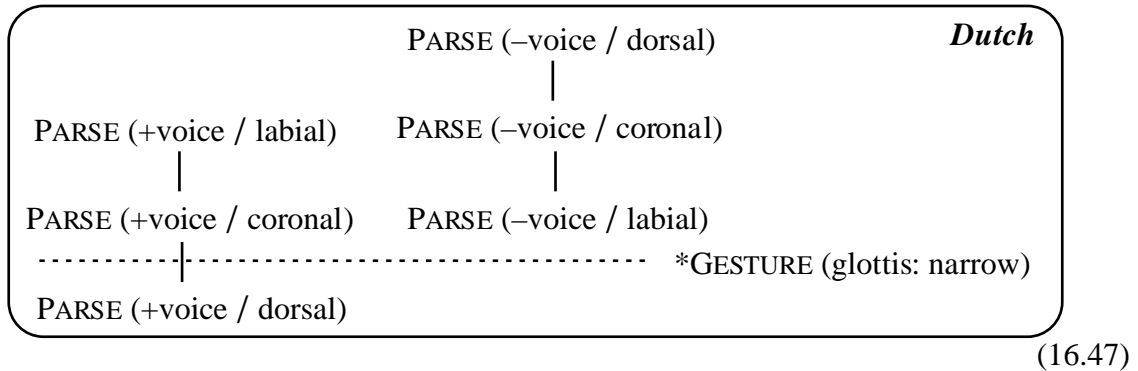 PARSE (–voice / dorsal) Dutch
PARSE (+voice / labial) PARSE (–voice / coronal)
PARSE (+voice / coronal) PARSE (–voice / labial)
*GESTURE (glottis: narrow)
PARSE (+voice / dorsal)
(16.47)